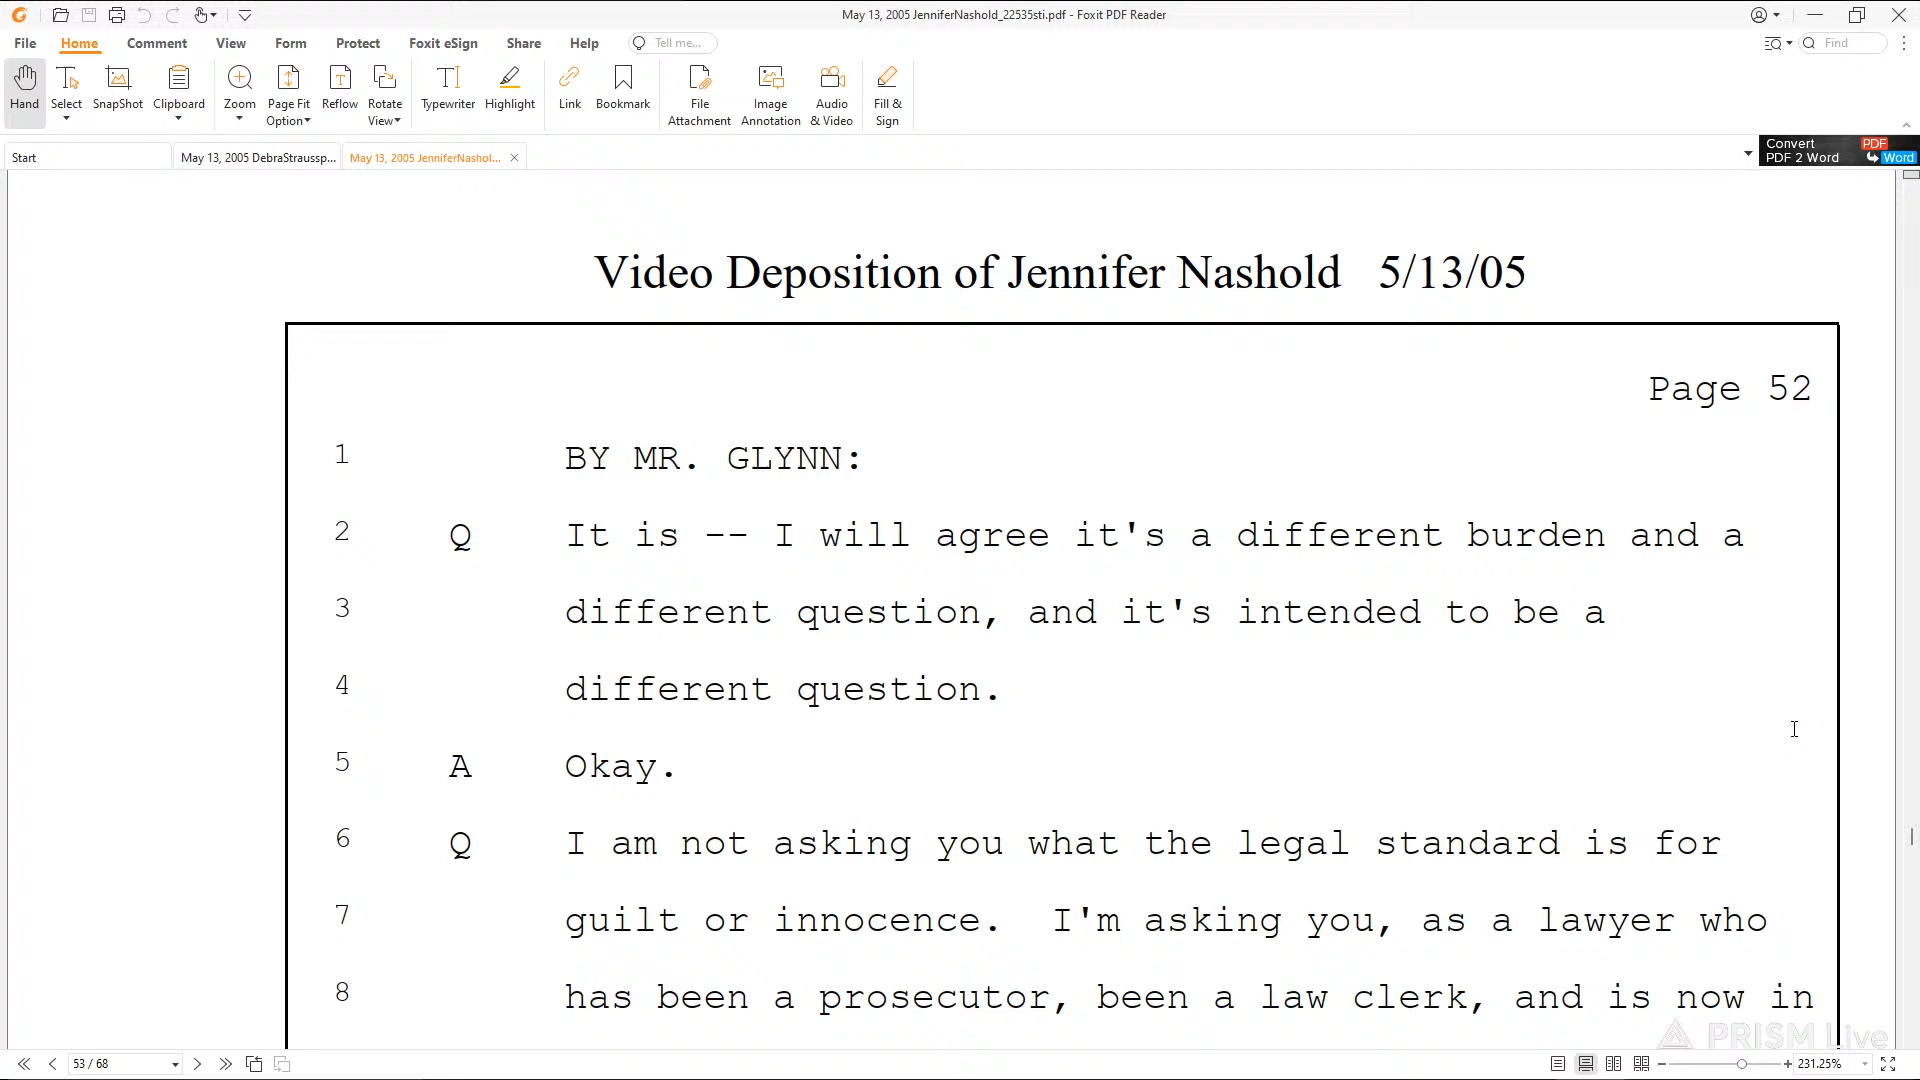 May 13, 2005 JenniferNashold_22535sti.pdf - Foxit PDF Reader
File Home Comment View Form Protect Foxit eSign Share Help Tell me... Find
Hand Select SnapShot Clipboard Zoom Page Fit Option Reflow Rotate View Typewriter Highlight Link Bookmark File Attachment Image Annotation Audio & Video Fill & Sign
Start May 13, 2005 DebraStraussp... May 13, 2005 JenniferNashol...
Convert PDF
PDF 2 Word Word
Video Deposition of Jennifer Nashold 5/13/05
Page 52
1 BY MR. GLYNN:
2 Q It is -- I will agree it's a different burden and a
3 different question, and it's intended to be a
4 different question.
5 A Okay.
6 Q I am not asking you what the legal standard is for
7 guilt or innocence. I'm asking you, as a lawyer who
8 has been a prosecutor, been a law clerk, and is now in
PRISM Live
53 / 68 231.25%